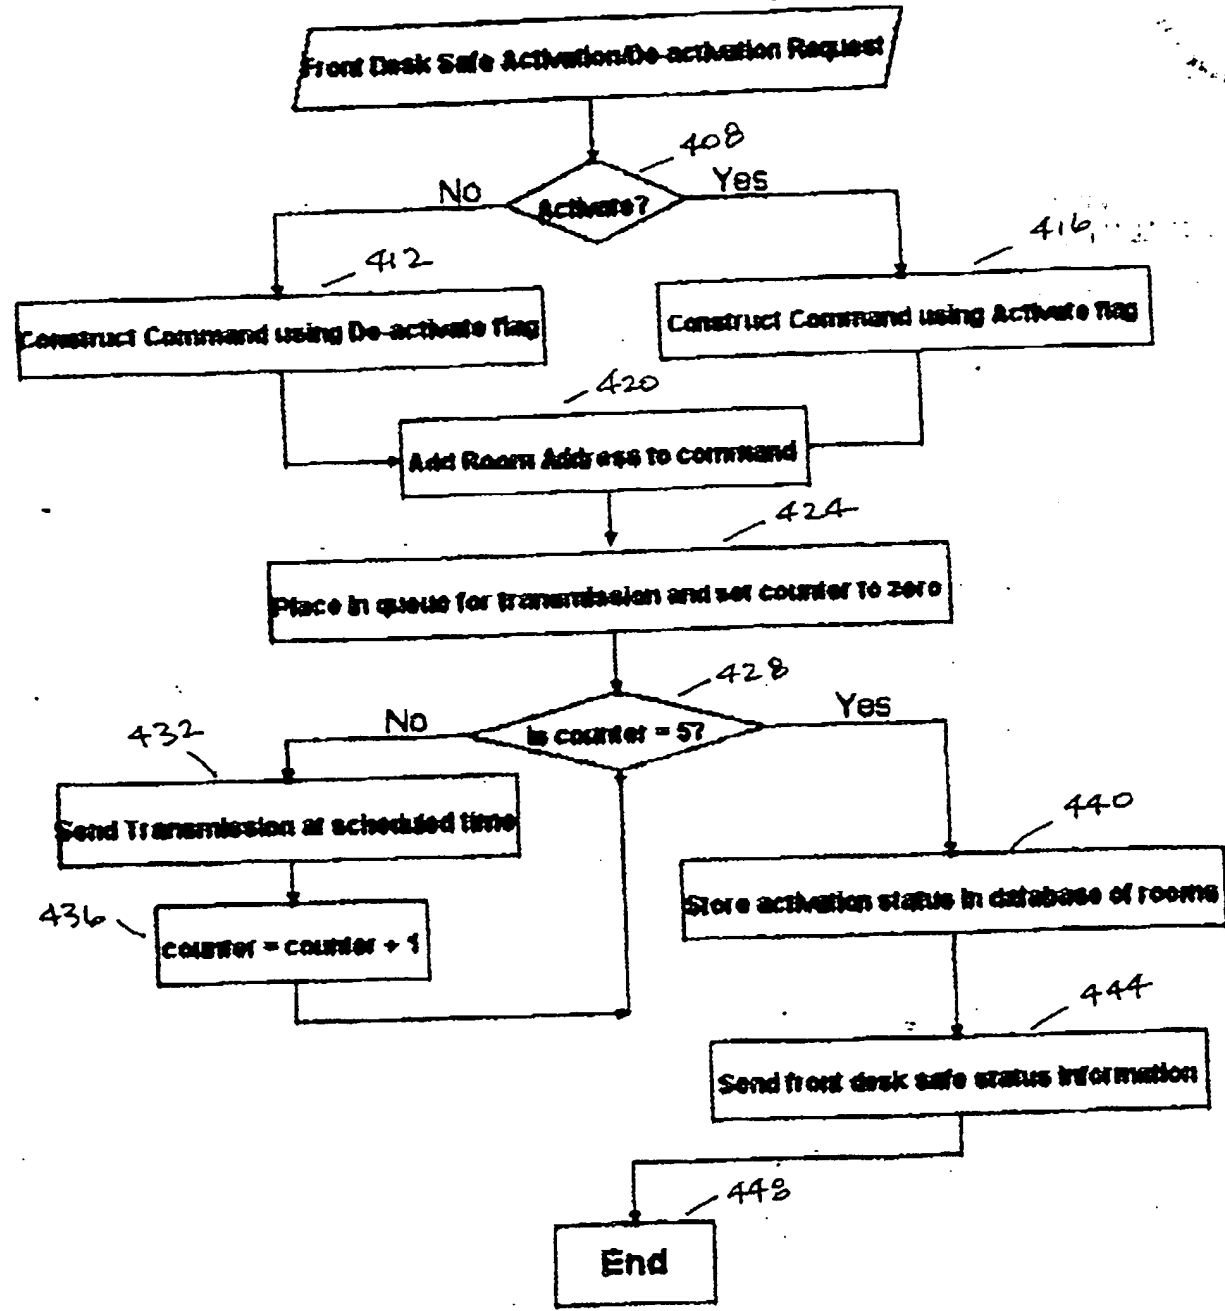 Front Desk Safe Activation/De-activation Request
408
No
Yes
Activate?
412
416
Construct Command using De-activate flag
Construct Command using Activate flag
420
Add Room Address to command
424
Place in queue for transmission and set counter to zero
428
No
Yes
432
Is counter = 5?
Send Transmission at scheduled time
440
Store activation status in database of rooms
436
counter = counter + 1
444
Send front desk safe status information
448
End